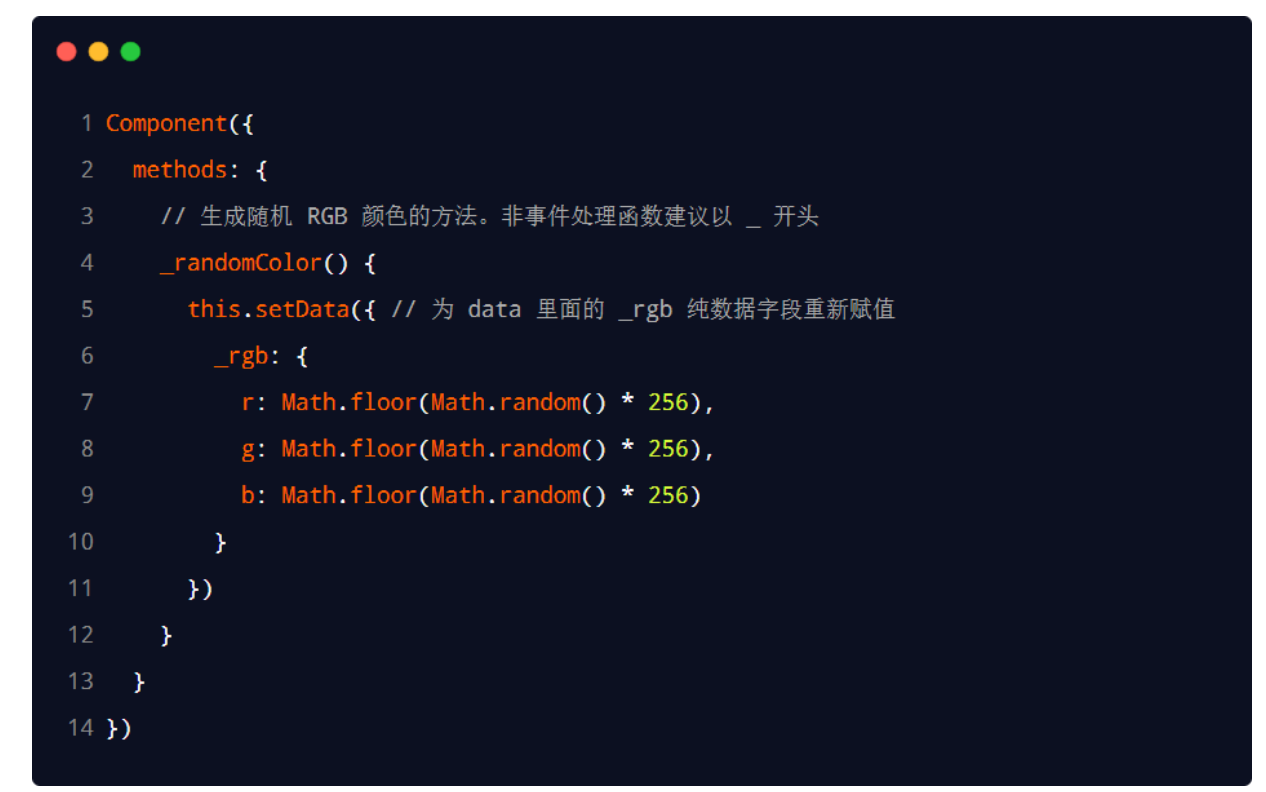 1 Component({
2   methods: {
3     // 生成随机 RGB 颜色的方法。非事件处理函数建议以 _ 开头
4     _randomColor() {
5       this.setData({ // 为 data 里面的 _rgb 纯数据字段重新赋值
6         _rgb: {
7           r: Math.floor(Math.random() * 256),
8           g: Math.floor(Math.random() * 256),
9           b: Math.floor(Math.random() * 256)
10         }
11       })
12     }
13   }
14 })